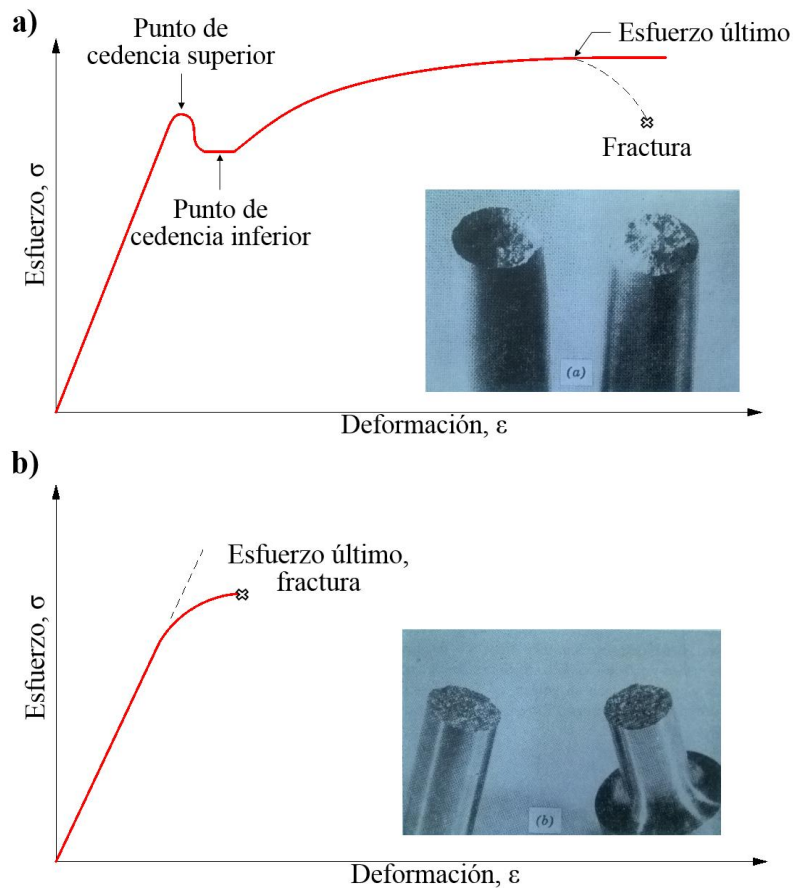 a)
Punto de
cedencia superior
Esfuerzo último
Fractura
Punto de
cedencia inferior
Esfuerzo, σ
(a)
Deformación, ε
b)
Esfuerzo último,
fractura
Esfuerzo, σ
(b)
Deformación, ε